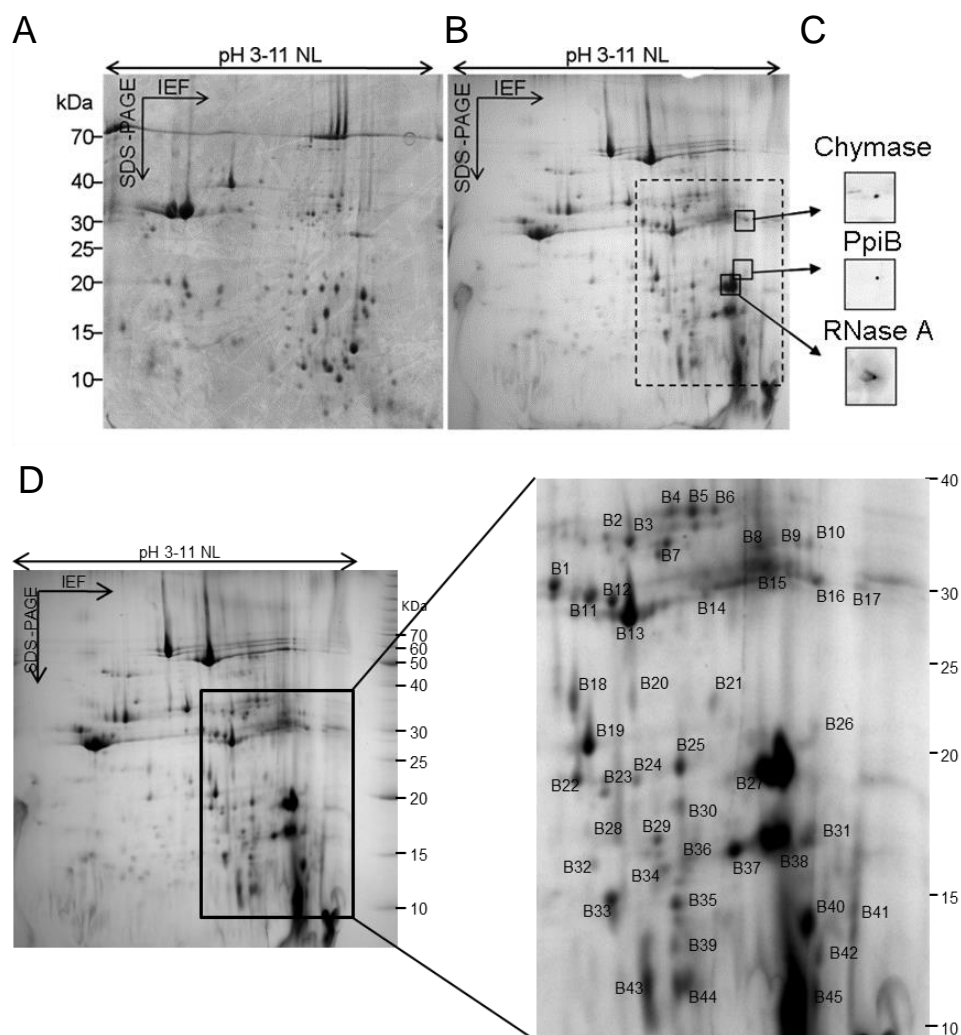 A
B
C
pH 3-11 NL
pH 3-11 NL
kDa
IEF
SDS-PAGE
IEF
SDS-PAGE
70
40
30
25
20
15
10
Chymase
PpiB
RNase A
D
pH 3-11 NL
IEF
SDS-PAGE
KDa
70
60
50
40
30
25
20
15
10
40
B4 B5 B6
B2 B3
B8 B9 B10
B7
B1
30
B12
B15
B16 B17
B11
B14
B13
25
B18 B20 B21
B19
B26
B25
20
B24
B22 B23
B27
B30
B28 B29
B31
B36
B37 B38
B32
B34
15
B33
B35
B40 B41
B39
B42
B43 B44 B45
10